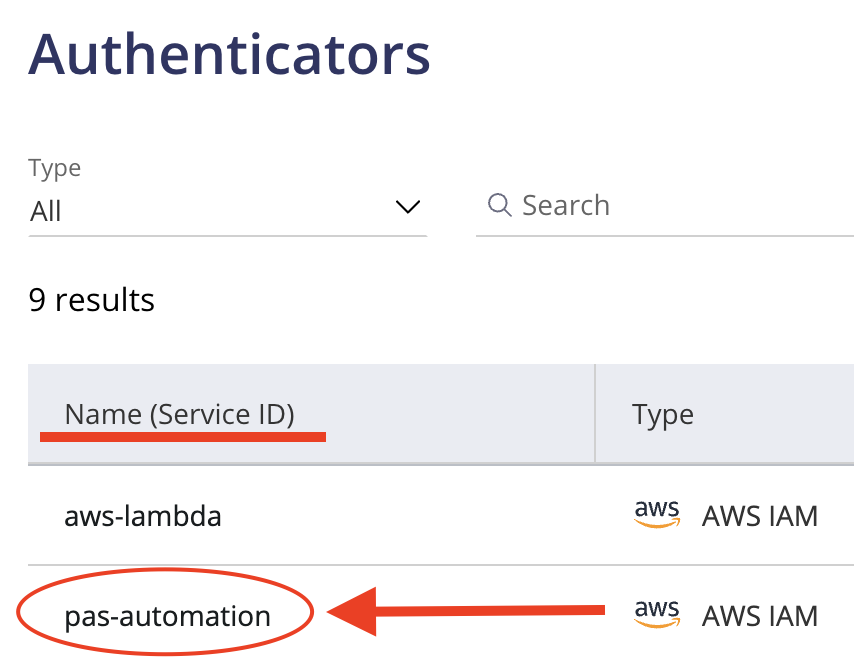 Authenticators
Type
All
Search
9 results
Name (Service ID)
Type
aws-lambda
aws AWS IAM
pas-automation
aws AWS IAM